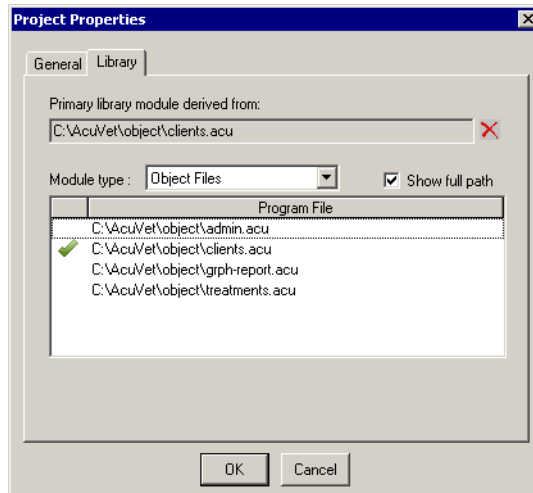 Project Properties
General Library
Primary library module derived from:
C:\AcuVet\object\clients.acu
Module type : Object Files Show full path
Program File
C:\AcuVet\object\admin.acu
C:\AcuVet\object\clients.acu
C:\AcuVet\object\grph-report.acu
C:\AcuVet\object\treatments.acu
OK Cancel